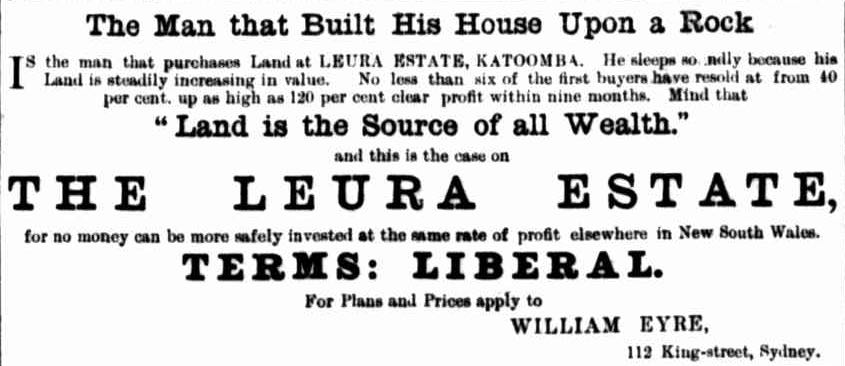 The Man that Built His House Upon a Rock
IS the man that purchases Land at LEURA ESTATE, KATOOMBA. He sleeps so ndly because his
Land is steadily increasing in value. No less than six of the first buyers have resold at from 40
per cent. up as high as 120 per cent clear profit within nine months. Mind that
"Land is the Source of all Wealth."
and this is the case on
THE LEURA ESTATE,
for no money can be more safely invested at the same rate of profit elsewhere in New South Wales.
TERMS: LIBERAL.
For Plans and Prices apply to
WILLIAM EYRE,
112 King-street, Sydney.